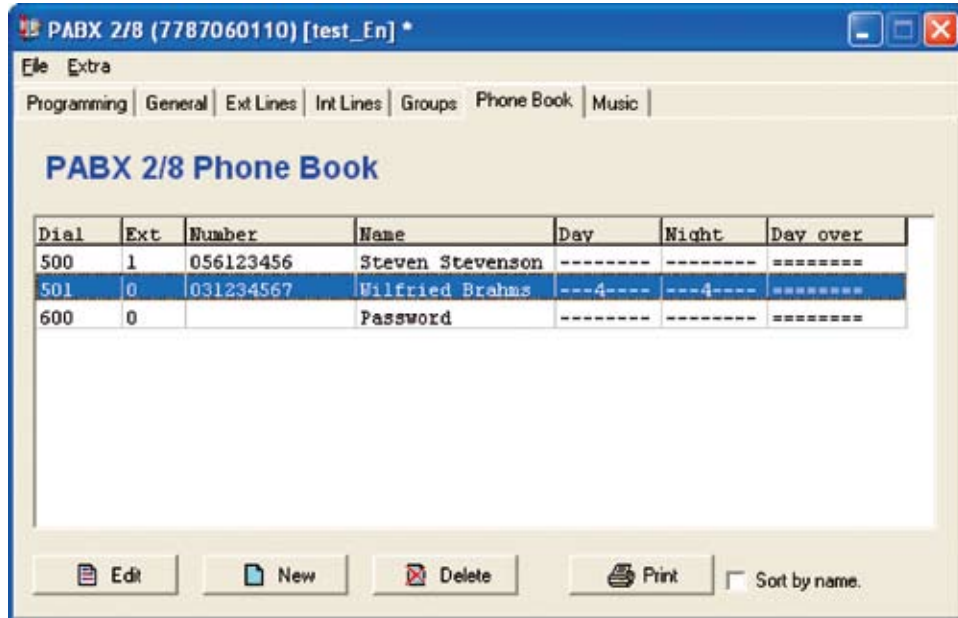 PABX 2/8 (7787060110) [test_En] *
File Extra
Programming General Ext Lines Int Lines Groups Phone Book Music
PABX 2/8 Phone Book
Dial Ext Number Name Day Night Day over
500 1 056123456 Steven Stevenson -------- -------- ========
501 0 031234567 Wilfried Brahms ---4---- ---4---- ========
600 0 Password -------- -------- ========
Edit New Delete Print Sort by name.